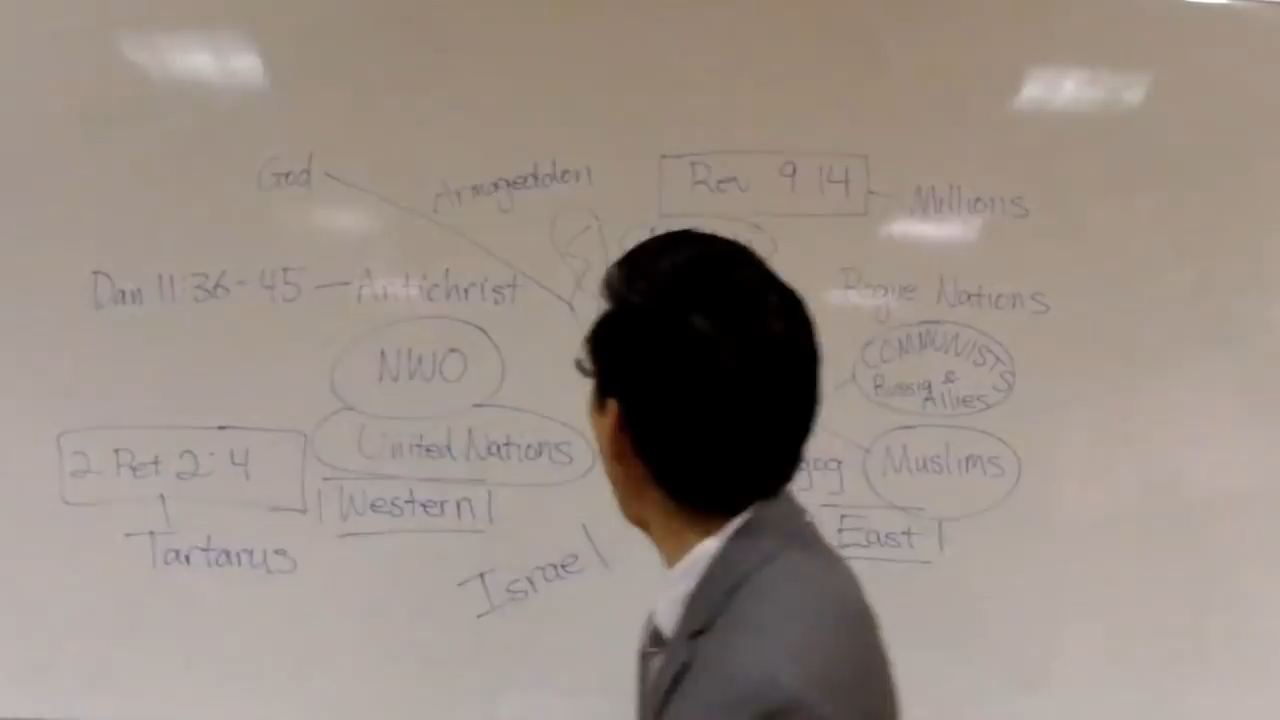 God
Armageddon
Rev 9 14
Millions
Dan 11:36-45 — Antichrist
Rogue Nations
NWO
COMMUNISTS
Russia &
Allies
United Nations
2 Pet 2:4
Muslims
Western
East
Tartarus
Israel